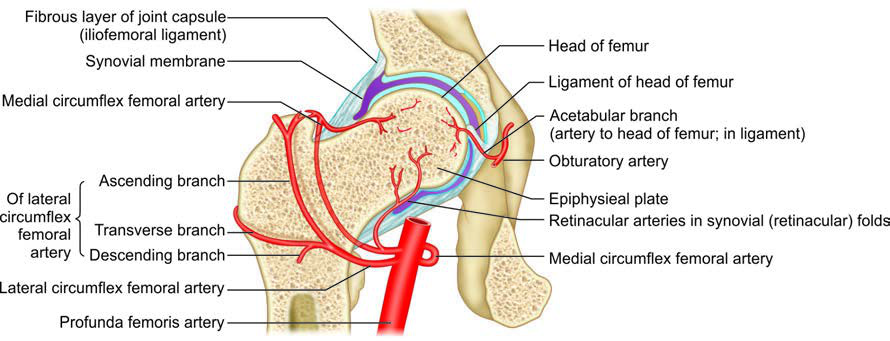 Fibrous layer of joint capsule
(iliofemoral ligament)
Synovial membrane
Medial circumflex femoral artery
Ascending branch
Of lateral
circumflex
femoral
artery
Transverse branch
Descending branch
Lateral circumflex femoral artery
Profunda femoris artery
Head of femur
Ligament of head of femur
Acetabular branch
(artery to head of femur; in ligament)
Obturatory artery
Epiphysieal plate
Retinacular arteries in synovial (retinacular) folds
Medial circumflex femoral artery